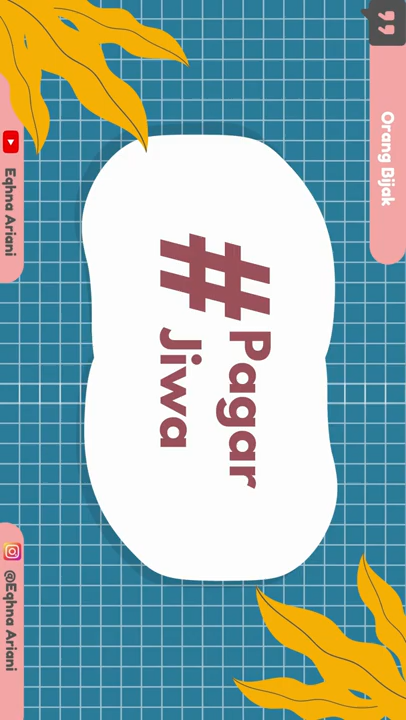 Orang Bijak
#Pagar
#Jiwa
Eqhna Ariani
@Eqhna Ariani